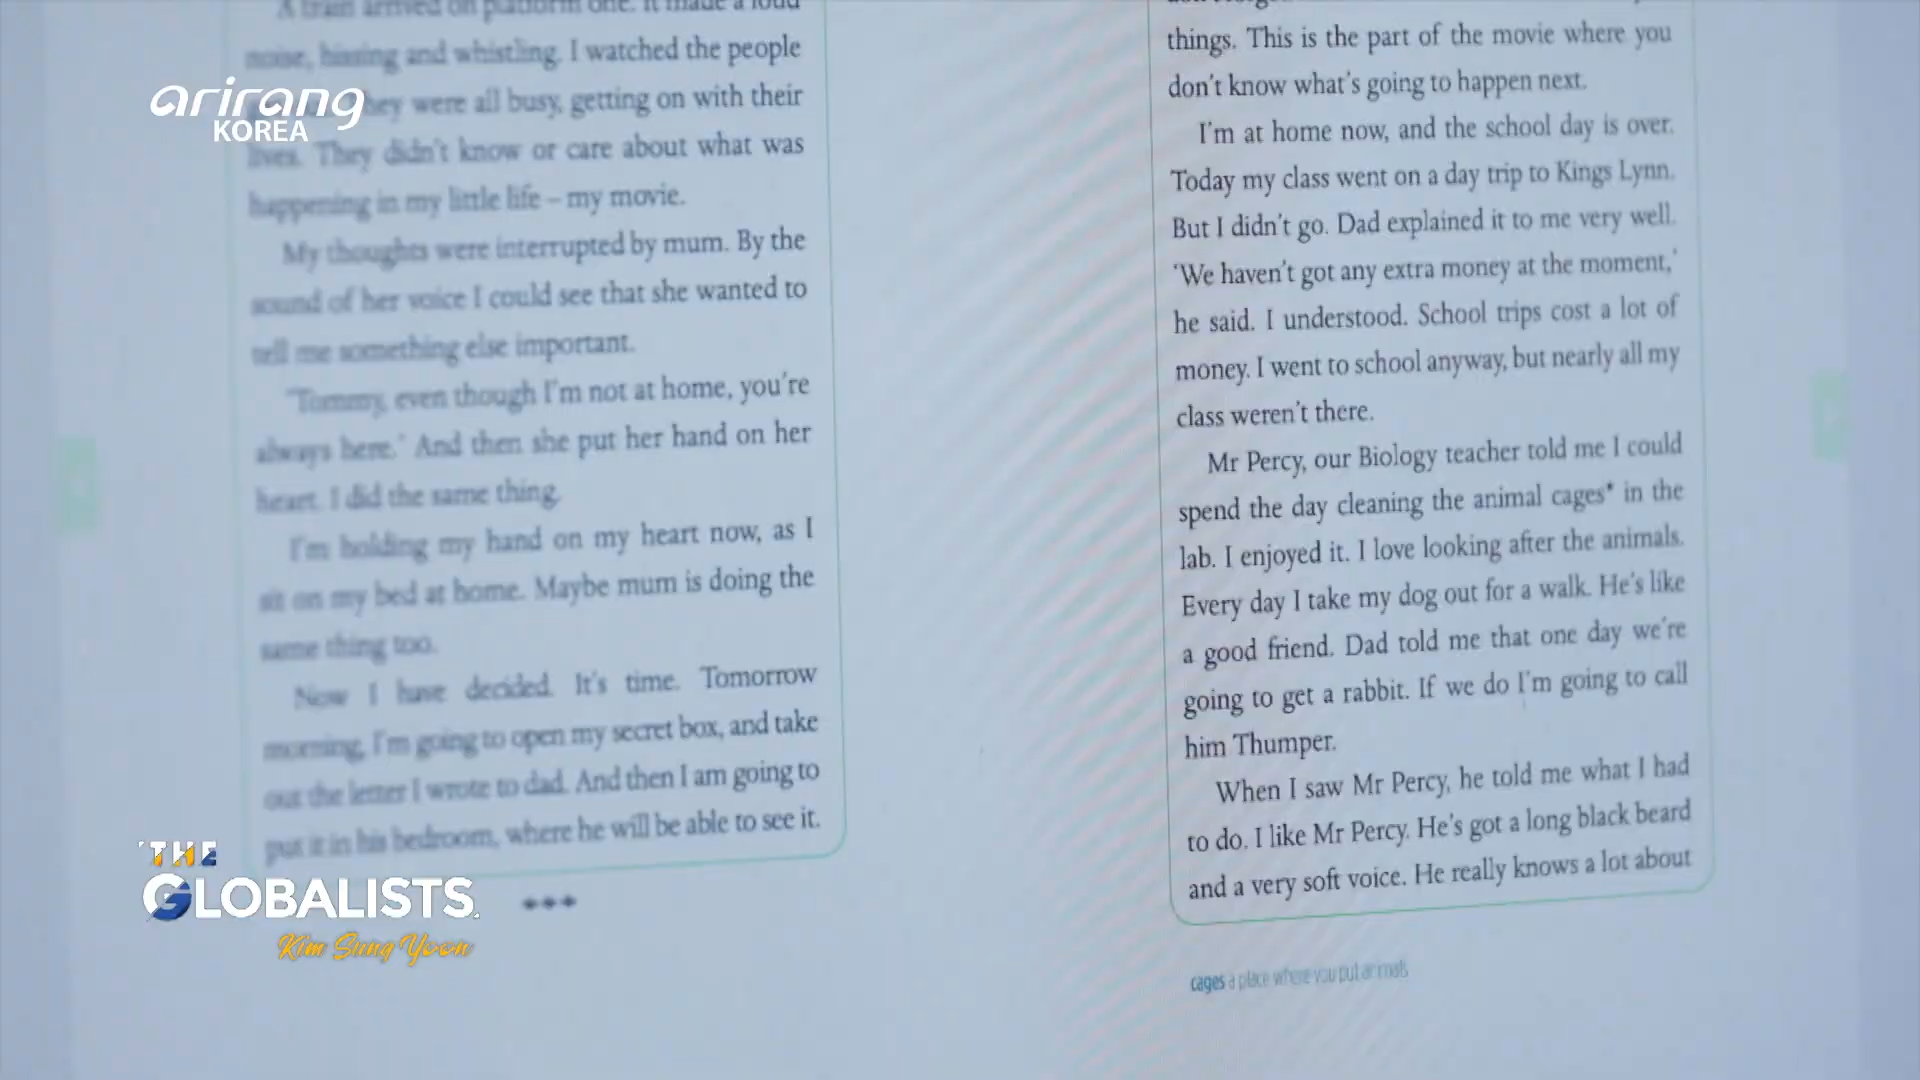 A train arrived on platform one. It made a loud
noise, hissing and whistling. I watched the people
they were all busy, getting on with their
lives. They didn't know or care about what was
happening in my little life – my movie.
My thoughts were interrupted by mum. By the
sound of her voice I could see that she wanted to
tell me something else important.
'Tommy, even though I'm not at home, you're
always here.' And then she put her hand on her
heart. I did the same thing.
I'm holding my hand on my heart now, as I
sit on my bed at home. Maybe mum is doing the
same thing too.
Now I have decided. It's time. Tomorrow
morning, I'm going to open my secret box, and take
out the letter I wrote to dad. And then I am going to
put it in his bedroom, where he will be able to see it.
things. This is the part of the movie where you
don't know what's going to happen next.
I'm at home now, and the school day is over.
Today my class went on a day trip to Kings Lynn.
But I didn't go. Dad explained it to me very well.
'We haven't got any extra money at the moment,'
he said. I understood. School trips cost a lot of
money. I went to school anyway, but nearly all my
class weren't there.
Mr Percy, our Biology teacher told me I could
spend the day cleaning the animal cages* in the
lab. I enjoyed it. I love looking after the animals.
Every day I take my dog out for a walk. He's like
a good friend. Dad told me that one day we're
going to get a rabbit. If we do I'm going to call
him Thumper.
When I saw Mr Percy, he told me what I had
to do. I like Mr Percy. He's got a long black beard
and a very soft voice. He really knows a lot about
cages a place where you put animals
arirang
KOREA
THE
GLOBALISTS
Kim Sung Yoon